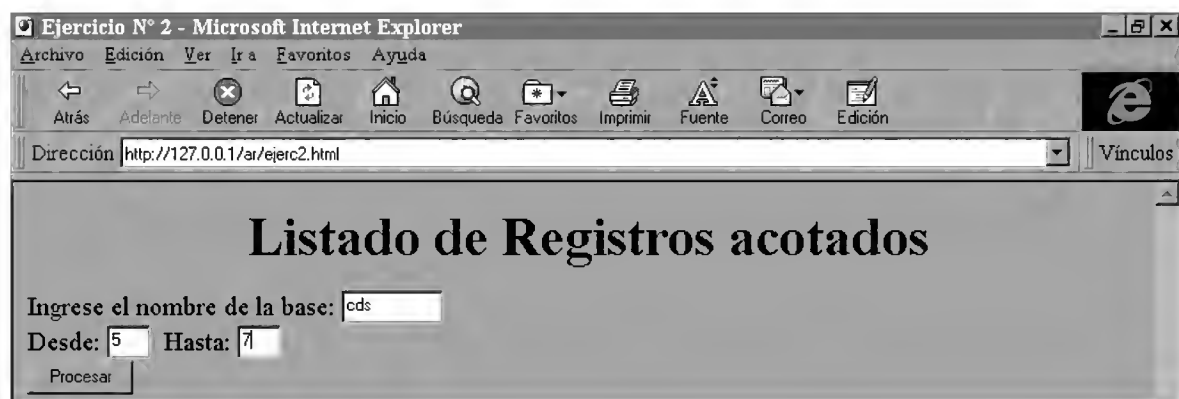 Ejercicio N° 2 - Microsoft Internet Explorer
Archivo Edición Ver Ir a Favoritos Ayuda
Atrás Adelante Detener Actualizar Inicio Búsqueda Favoritos Imprimir Fuente Correo Edición
Dirección http://127.0.0.1/ar/ejerc2.html Vínculos
Listado de Registros acotados
Ingrese el nombre de la base: cds
Desde: 5 Hasta: 7
Procesar